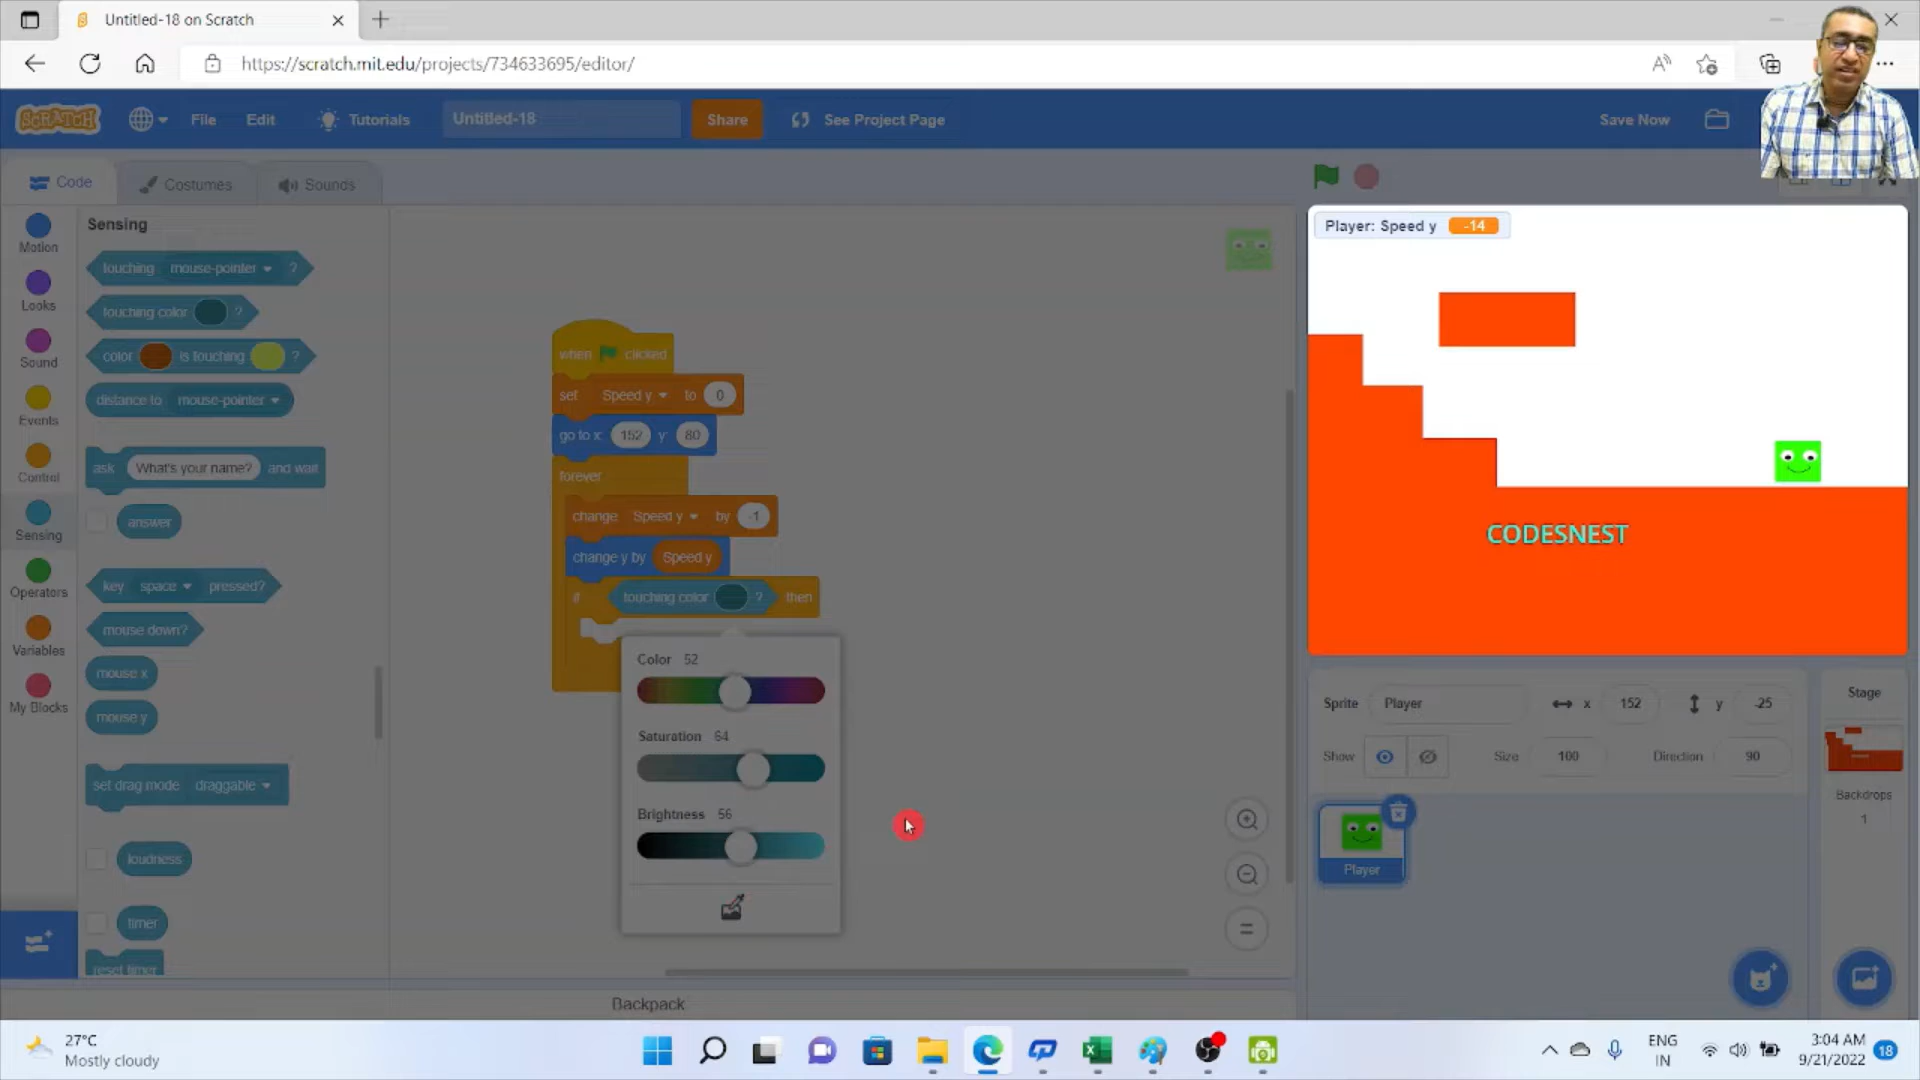 Untitled-18 on Scratch
https://scratch.mit.edu/projects/734633695/editor/
SCRATCH
File
Edit
Tutorials
Untitled-18
Share
See Project Page
Save Now
Code
Costumes
Sounds
Motion
Looks
Sound
Events
Control
Sensing
Operators
Variables
My Blocks
Sensing
touching mouse-pointer ?
touching color ?
color is touching ?
distance to mouse-pointer
ask What's your name? and wait
answer
key space pressed?
mouse down?
mouse x
mouse y
set drag mode draggable
loudness
timer
reset timer
when clicked
set Speed y to 0
go to x: 152 y: 80
forever
change Speed y by -1
change y by Speed y
if touching color ? then
Color 52
Saturation 64
Brightness 56
Backpack
Player: Speed y -14
CODESNEST
Sprite Player x 152 y -25
Show Size 100 Direction 90
Player
Stage
Backdrops
1
27°C
Mostly cloudy
ENG
IN
3:04 AM
9/21/2022
18